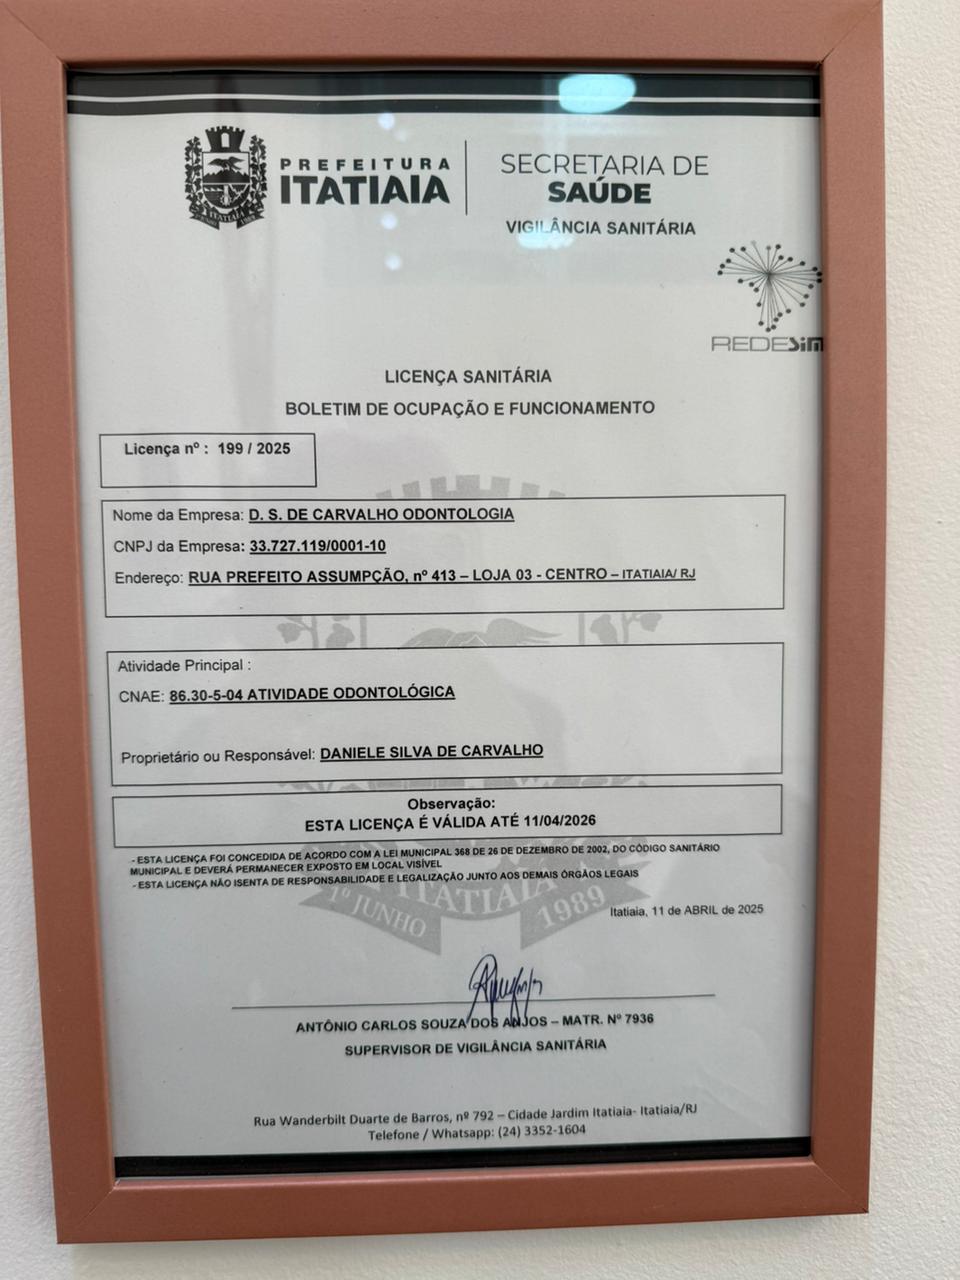 PREFEITURA
ITATIAIA
SECRETARIA DE
SAÚDE
VIGILÂNCIA SANITÁRIA
REDESIM
LICENÇA SANITÁRIA
BOLETIM DE OCUPAÇÃO E FUNCIONAMENTO
Licença nº : 199 / 2025
Nome da Empresa: D. S. DE CARVALHO ODONTOLOGIA
CNPJ da Empresa: 33.727.119/0001-10
Endereço: RUA PREFEITO ASSUMPÇÃO, nº 413 – LOJA 03 - CENTRO – ITATIAIA/ RJ
Atividade Principal :
CNAE: 86.30-5-04 ATIVIDADE ODONTOLÓGICA
Proprietário ou Responsável: DANIELE SILVA DE CARVALHO
Observação:
ESTA LICENÇA É VÁLIDA ATÉ 11/04/2026
- ESTA LICENÇA FOI CONCEDIDA DE ACORDO COM A LEI MUNICIPAL 368 DE 26 DE DEZEMBRO DE 2002, DO CÓDIGO SANITÁRIO
MUNICIPAL E DEVERÁ PERMANECER EXPOSTO EM LOCAL VISÍVEL
- ESTA LICENÇA NÃO ISENTA DE RESPONSABILIDADE E LEGALIZAÇÃO JUNTO AOS DEMAIS ÓRGÃOS LEGAIS
ITATIAIA
1º JUNHO
1989
Itatiaia, 11 de ABRIL de 2025
ANTÔNIO CARLOS SOUZA DOS ANJOS – MATR. Nº 7936
SUPERVISOR DE VIGILÂNCIA SANITÁRIA
Rua Wanderbilt Duarte de Barros, nº 792 – Cidade Jardim Itatiaia- Itatiaia/RJ
Telefone / Whatsapp: (24) 3352-1604